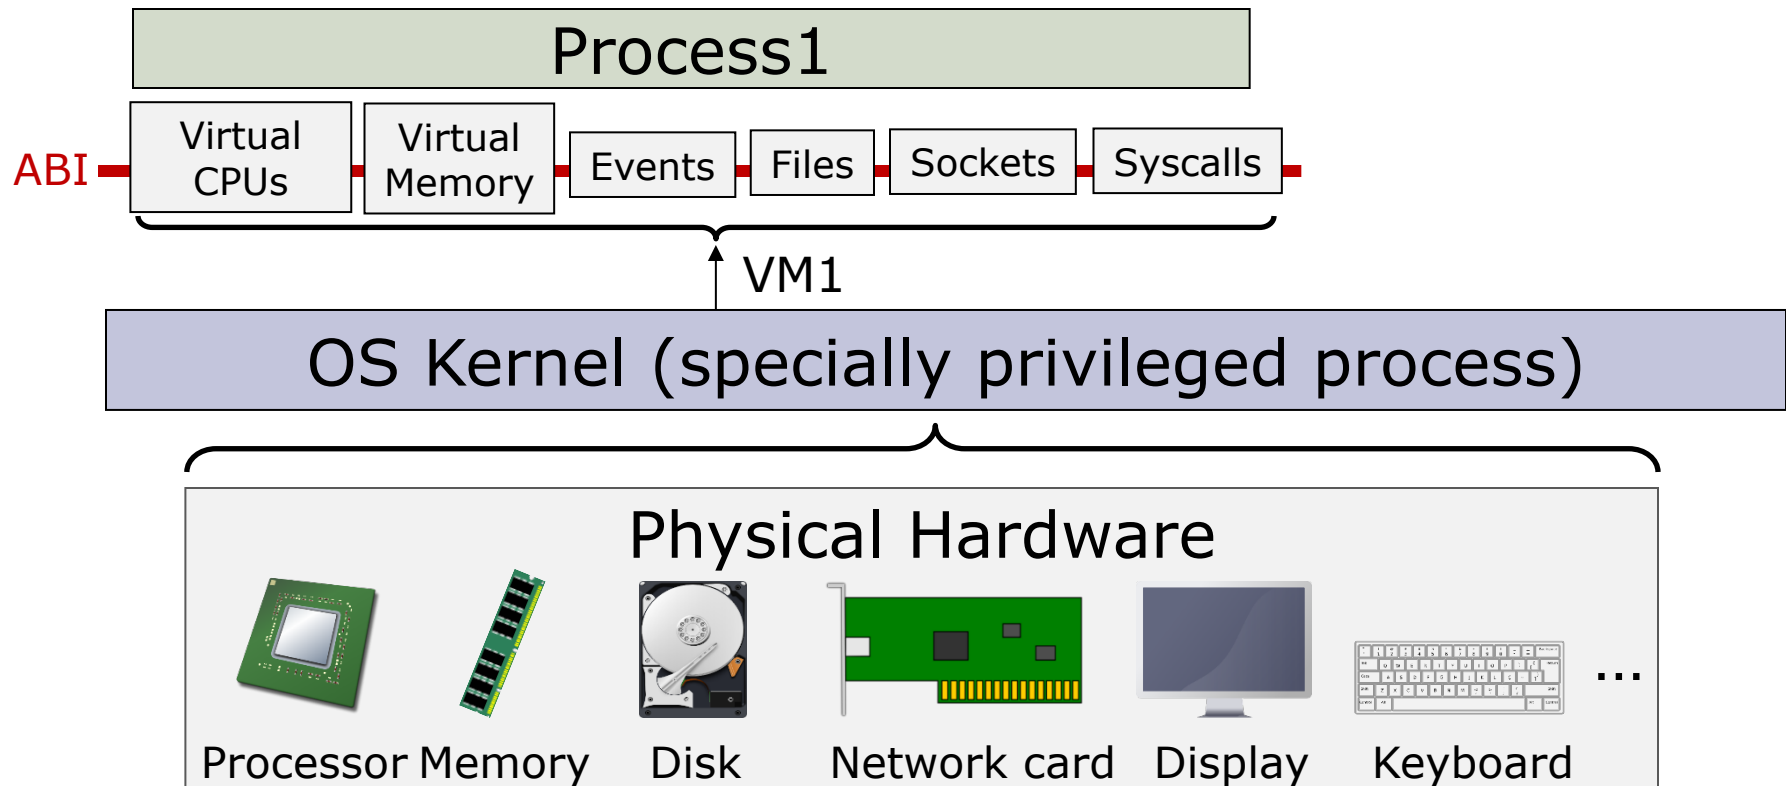 Process1
ABI
Virtual
CPUs
Virtual
Memory
Events
Files
Sockets
Syscalls
VM1
OS Kernel (specially privileged process)
Physical Hardware
...
Processor
Memory
Disk
Network card
Display
Keyboard